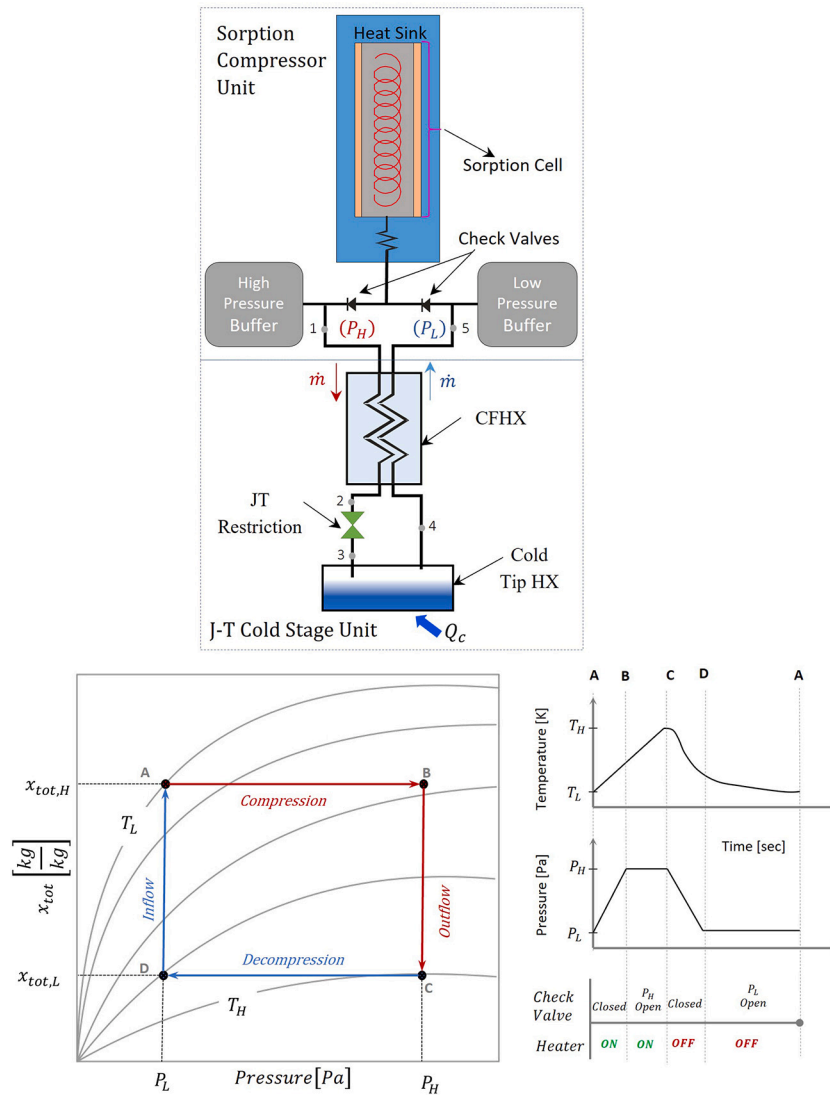 Sorption
Compressor
Unit
Heat Sink
Sorption Cell
Check Valves
High
Pressure
Buffer
Low
Pressure
Buffer
1
(P_H)
(P_L)
5
ṁ
ṁ
CFHX
JT
Restriction
2
3
4
Cold
Tip HX
J-T Cold Stage Unit
Q_c
x_tot,H
x_tot,L
x_tot [kg/kg]
A
B
C
D
Compression
Outflow
Decompression
Inflow
T_L
T_H
P_L
Pressure[Pa]
P_H
A B C D A
Temperature [K]
T_H
T_L
Time [sec]
Pressure [Pa]
P_H
P_L
Check
Valve
Closed
P_H
Open
Closed
P_L
Open
Heater
ON ON OFF OFF